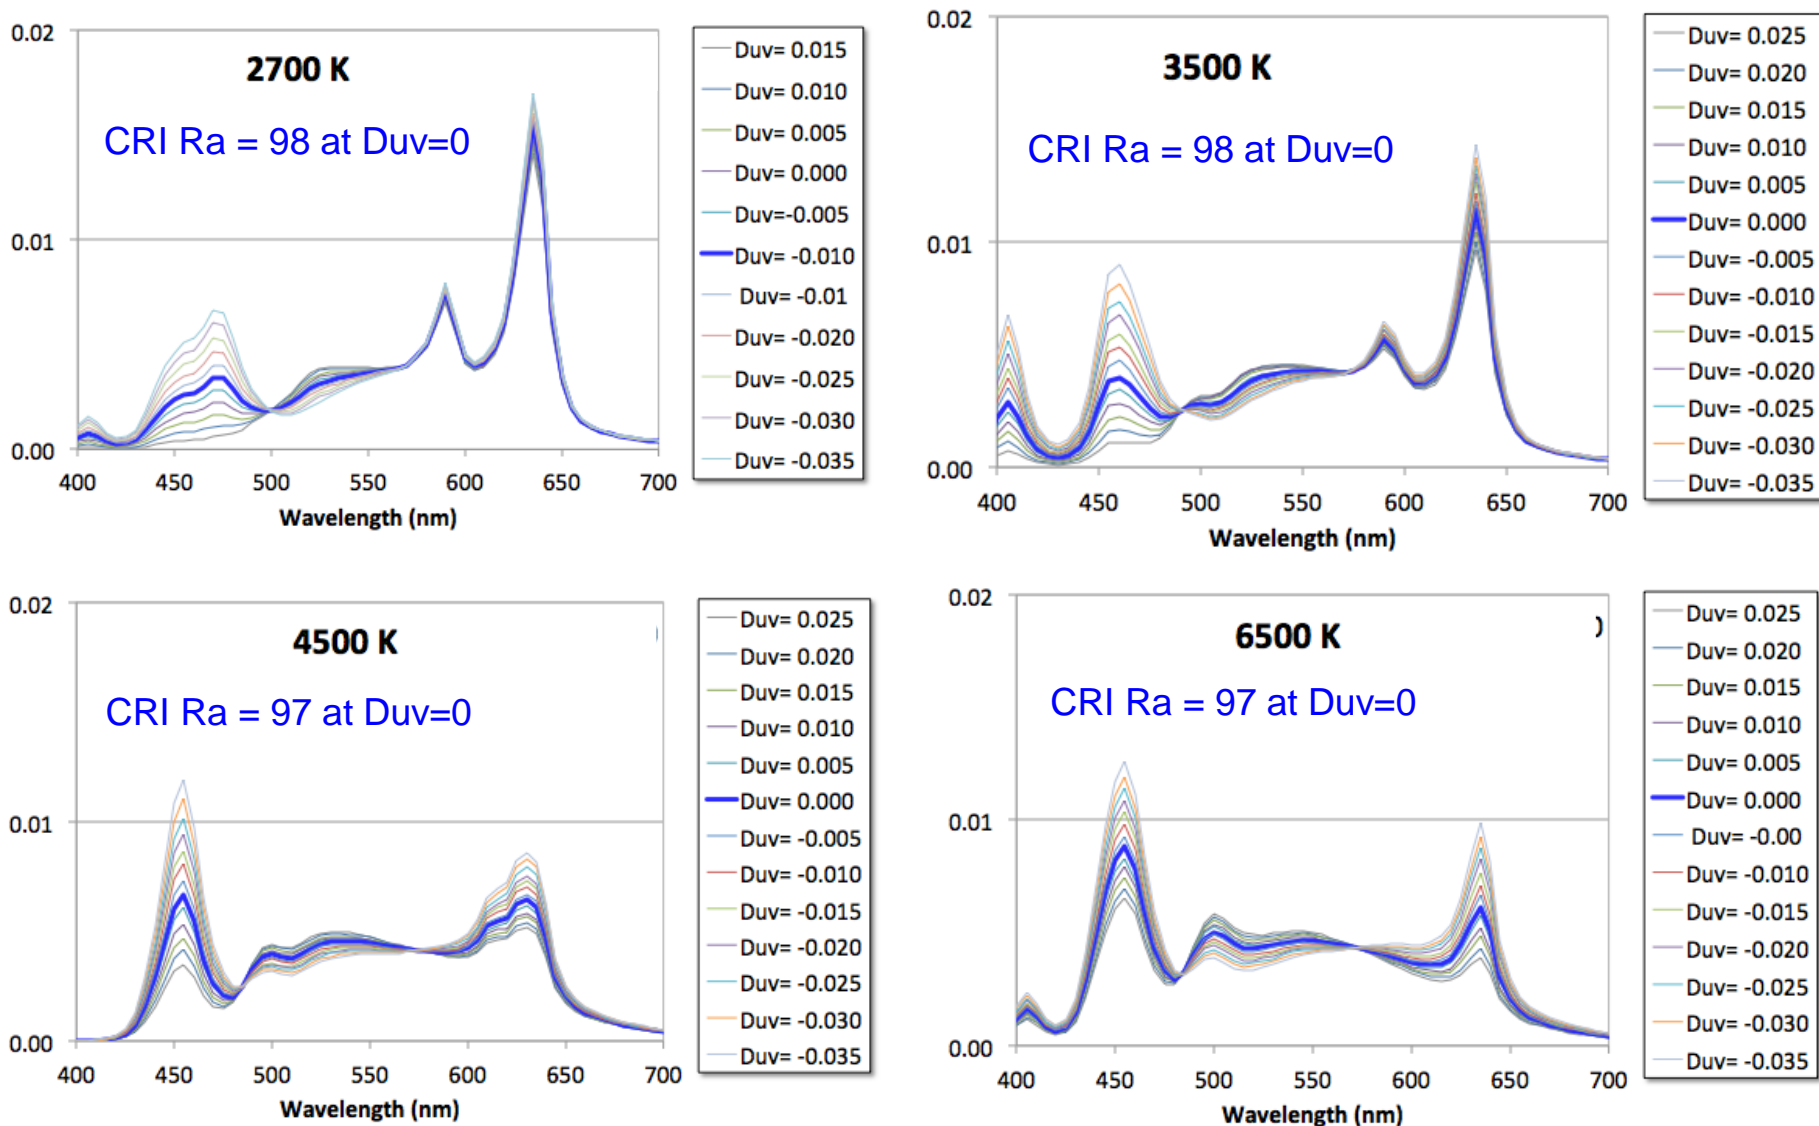 0.02
2700 K
CRI Ra = 98 at Duv=0
0.01
0.00
400 450 500 550 600 650 700
Wavelength (nm)
Duv= 0.015
Duv= 0.010
Duv= 0.005
Duv= 0.000
Duv=-0.005
Duv= -0.010
Duv= -0.01
Duv= -0.020
Duv= -0.025
Duv= -0.030
Duv= -0.035
0.02
3500 K
CRI Ra = 98 at Duv=0
0.01
0.00
400 450 500 550 600 650 700
Wavelength (nm)
Duv= 0.025
Duv= 0.020
Duv= 0.015
Duv= 0.010
Duv= 0.005
Duv= 0.000
Duv= -0.005
Duv= -0.010
Duv= -0.015
Duv= -0.020
Duv= -0.025
Duv= -0.030
Duv= -0.035
0.02
4500 K
CRI Ra = 97 at Duv=0
0.01
0.00
400 450 500 550 600 650 700
Wavelength (nm)
Duv= 0.025
Duv= 0.020
Duv= 0.015
Duv= 0.010
Duv= 0.005
Duv= 0.000
Duv= -0.005
Duv= -0.010
Duv= -0.015
Duv= -0.020
Duv= -0.025
Duv= -0.030
Duv= -0.035
0.02
6500 K
CRI Ra = 97 at Duv=0
0.01
0.00
400 450 500 550 600 650 700
Wavelength (nm)
Duv= 0.025
Duv= 0.020
Duv= 0.015
Duv= 0.010
Duv= 0.005
Duv= 0.000
Duv= -0.00
Duv= -0.010
Duv= -0.015
Duv= -0.020
Duv= -0.025
Duv= -0.030
Duv= -0.035